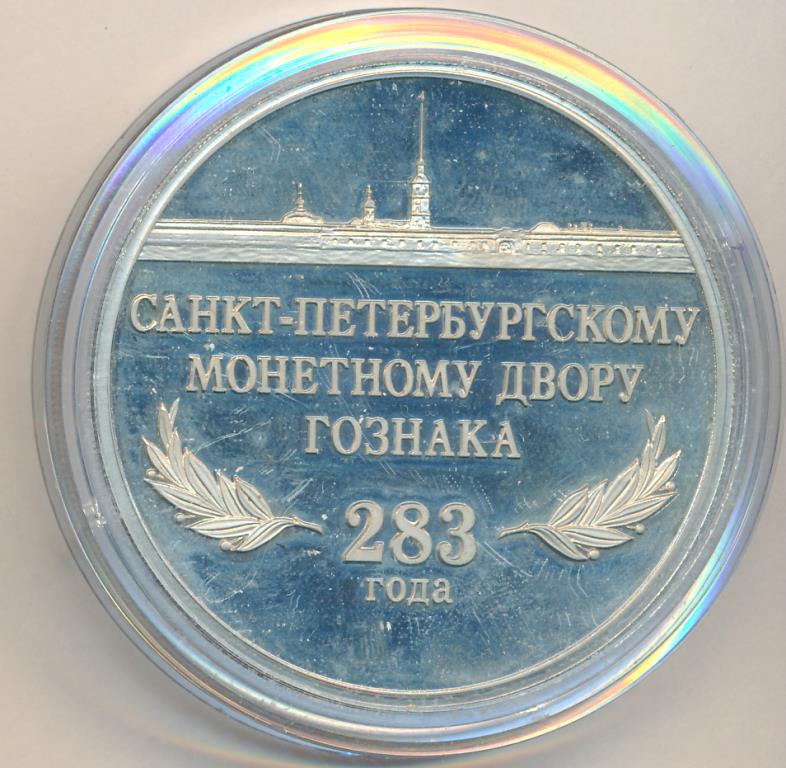 САНКТ-ПЕТЕРБУРГСКОМУ
МОНЕТНОМУ ДВОРУ
ГОЗНАКА
283
года